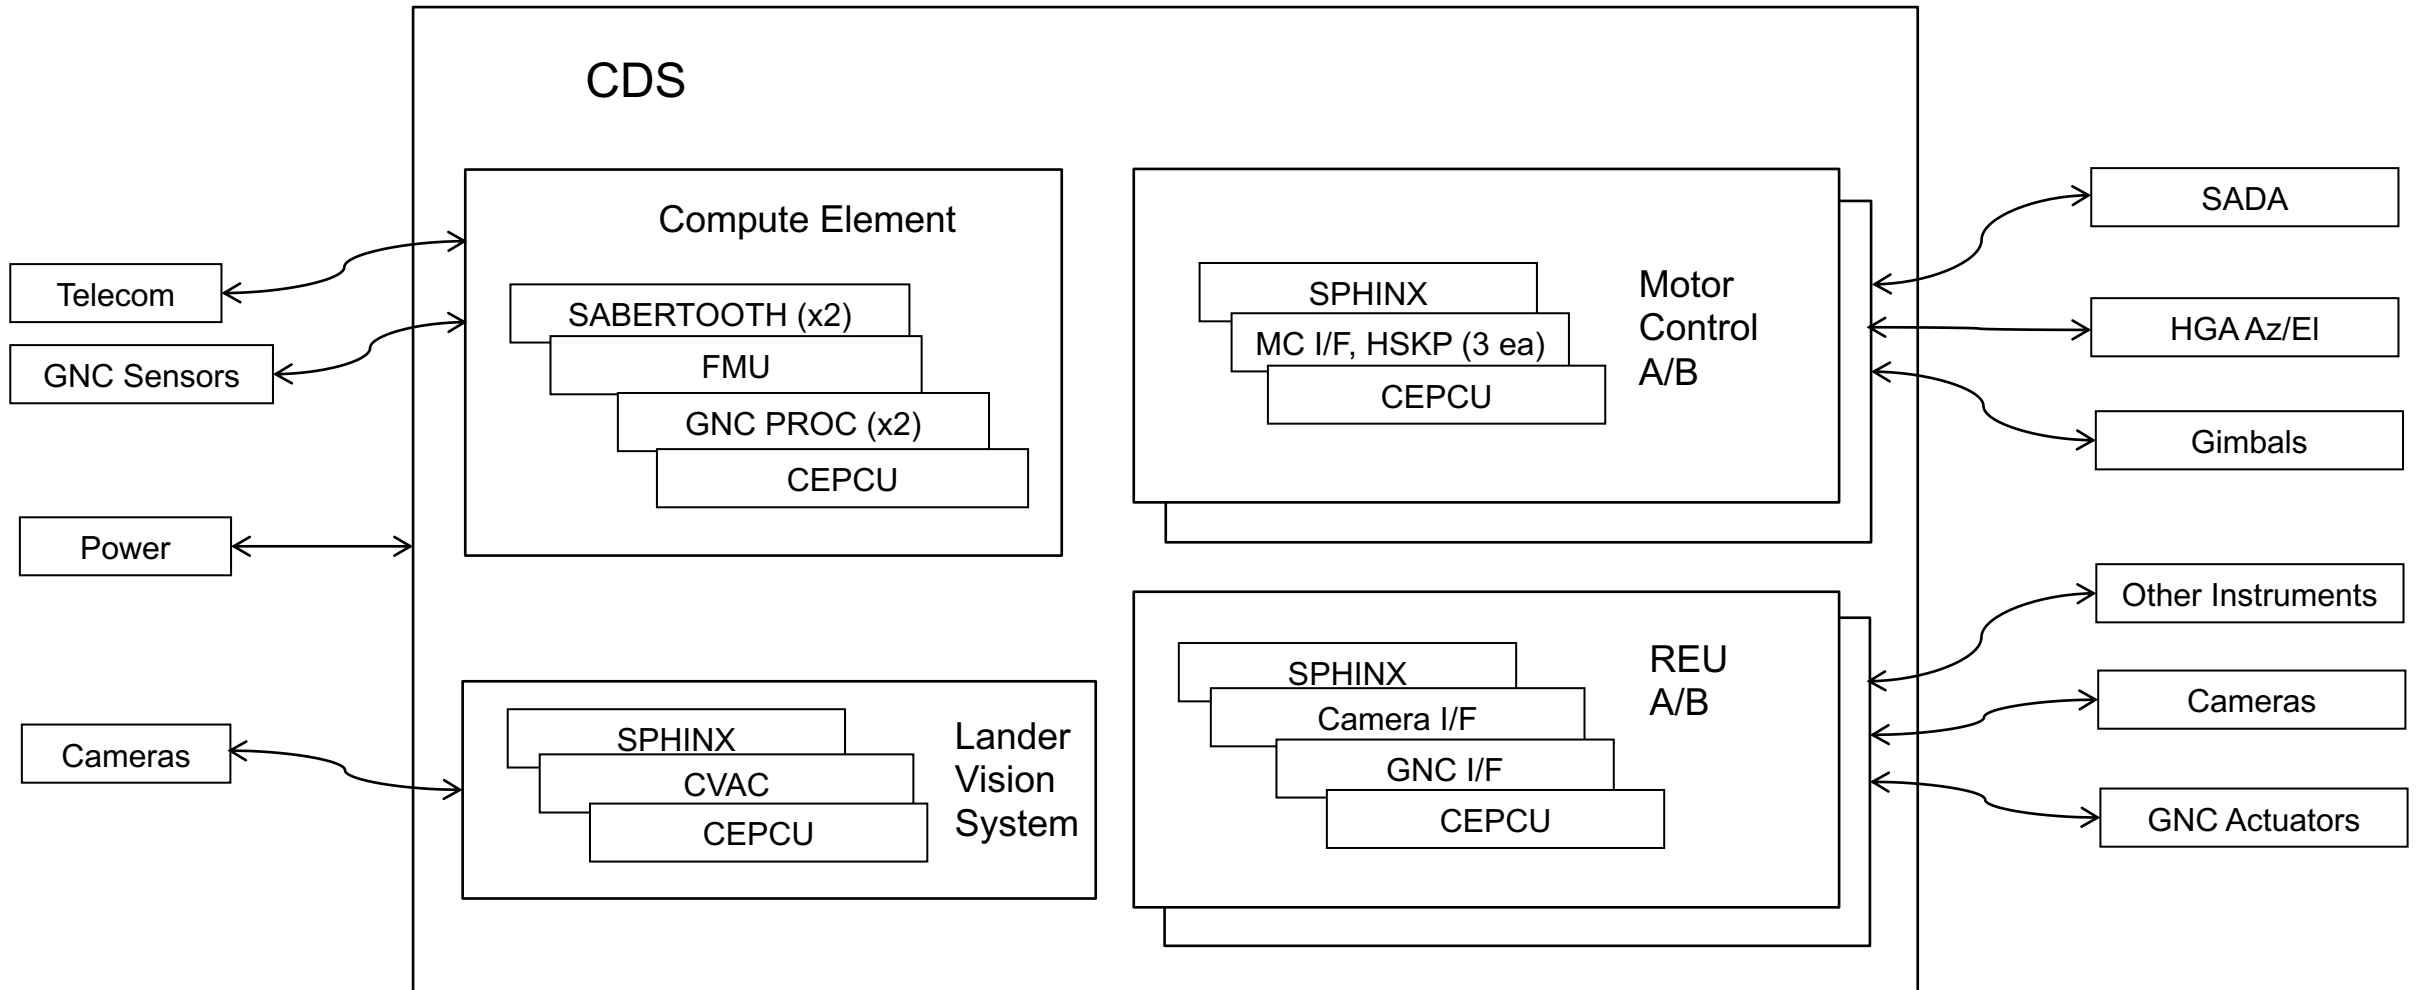 CDS
Compute Element
SABERTOOTH (x2)
FMU
GNC PROC (x2)
CEPCU
Telecom
GNC Sensors
Power
Cameras
SPHINX
CVAC
CEPCU
Lander
Vision
System
SPHINX
MC I/F, HSKP (3 ea)
CEPCU
Motor
Control
A/B
SPHINX
Camera I/F
GNC I/F
CEPCU
REU
A/B
SADA
HGA Az/El
Gimbals
Other Instruments
Cameras
GNC Actuators